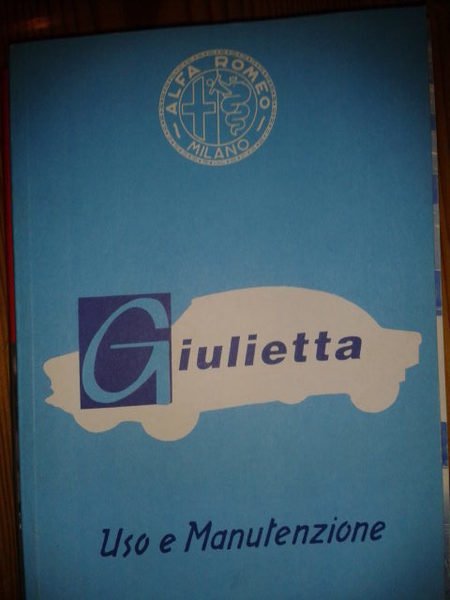 ALFA ROMEO
MILANO
Giulietta
Uso e Manutenzione